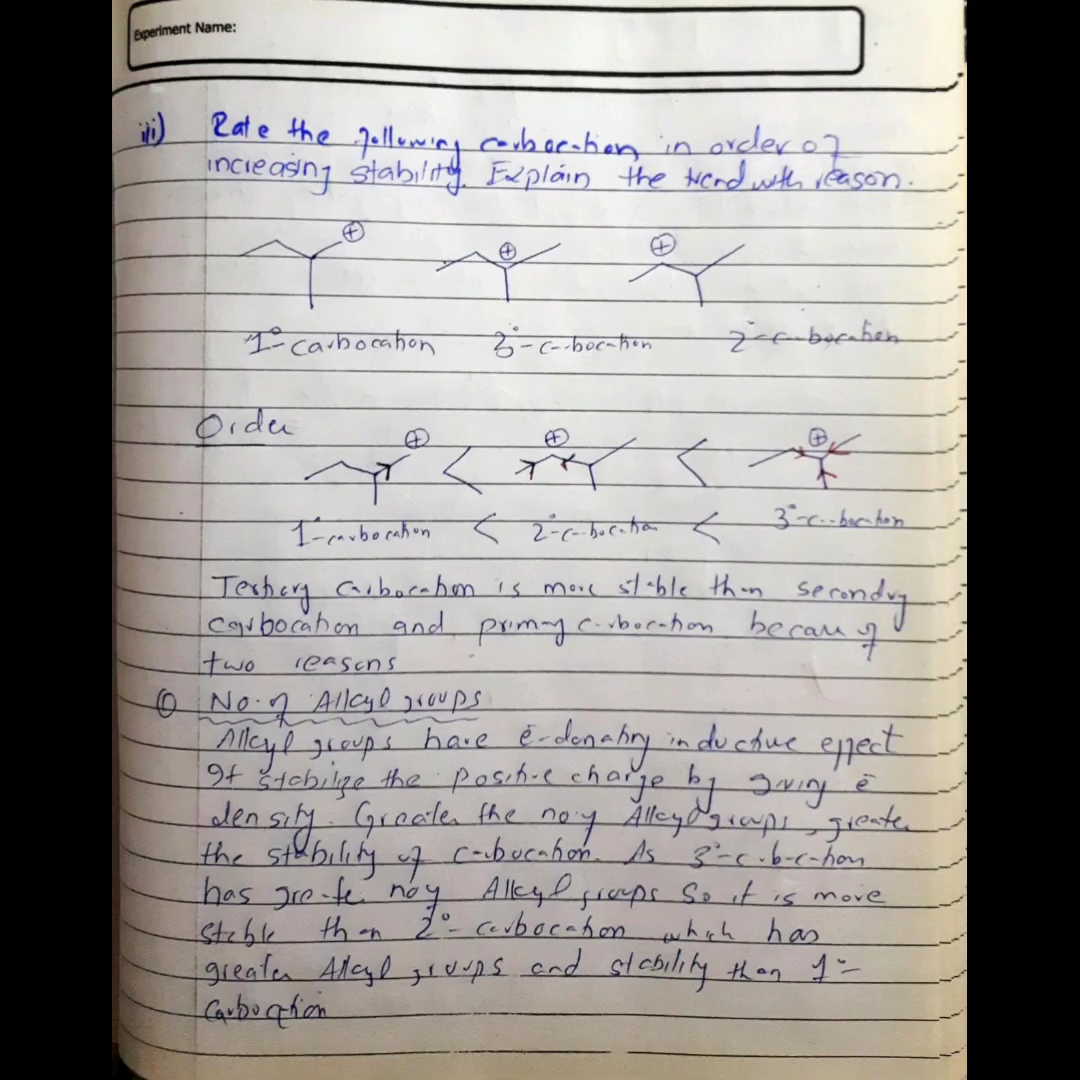 Experiment Name:
iii) Rate the following carbocation in order of
increasing stability. Explain the trend with reason.
⊕ ⊕ ⊕
1°-carbocation 3°-carbocation 2°-carbocation
Order
⊕ < ⊕ < ⊕
1°-carbocation < 2°-carbocation < 3°-carbocation
Tertiary carbocation is more stable than secondry
carbocation and primary carbocation because of
two reasons
① No. of Alkyl groups
Alkyl groups have ē-donating inductive effect
It stabilize the positive charge by giving ē
density. Greater the no of Alkyl groups, greater
the stability of carbocation. As 3°-carbocation
has greater no of Alkyl groups So it is more
stable than 2°-carbocation which has
greater Alkyl groups and stability than 1°-
Carbocation